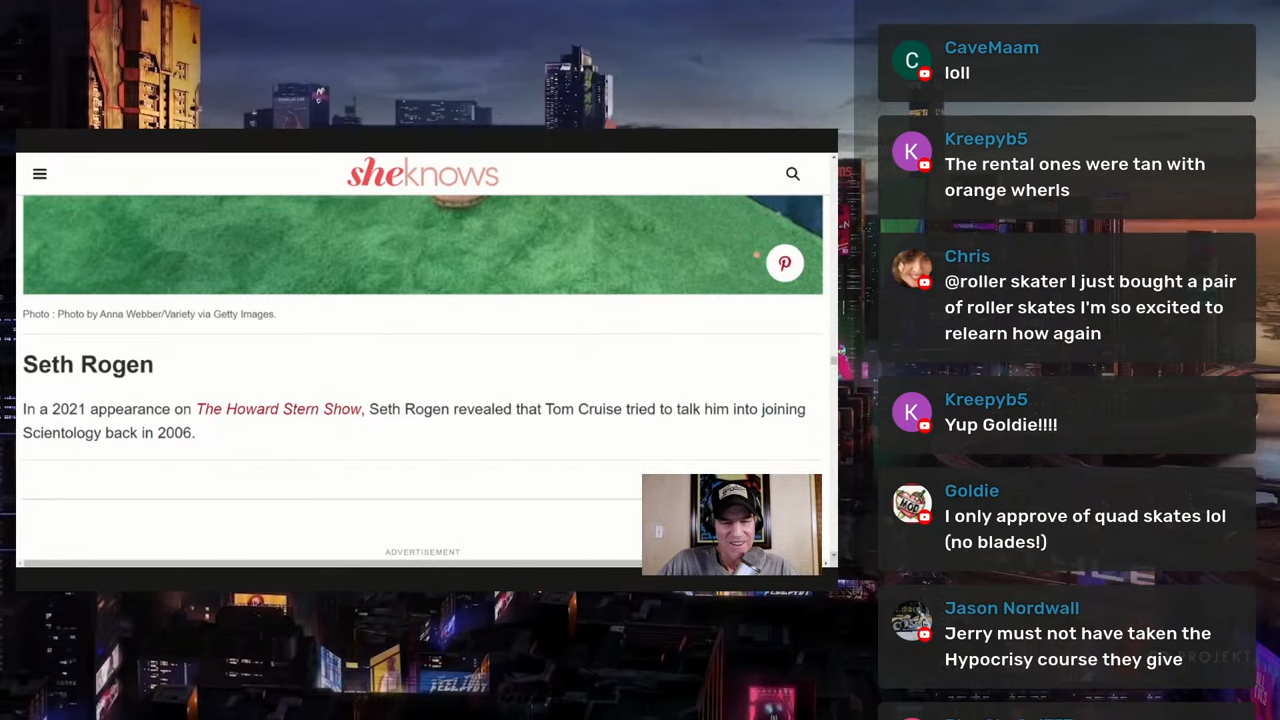 sheknows
Photo : Photo by Anna Webber/Variety via Getty Images.
Seth Rogen
In a 2021 appearance on The Howard Stern Show, Seth Rogen revealed that Tom Cruise tried to talk him into joining
Scientology back in 2006.
ADVERTISEMENT
C
CaveMaam
loll
K
Kreepyb5
The rental ones were tan with
orange wherls
Chris
@roller skater I just bought a pair
of roller skates I'm so excited to
relearn how again
K
Kreepyb5
Yup Goldie!!!!
MOD
Goldie
I only approve of quad skates lol
(no blades!)
Jason Nordwall
Jerry must not have taken the
Hypocrisy course they give